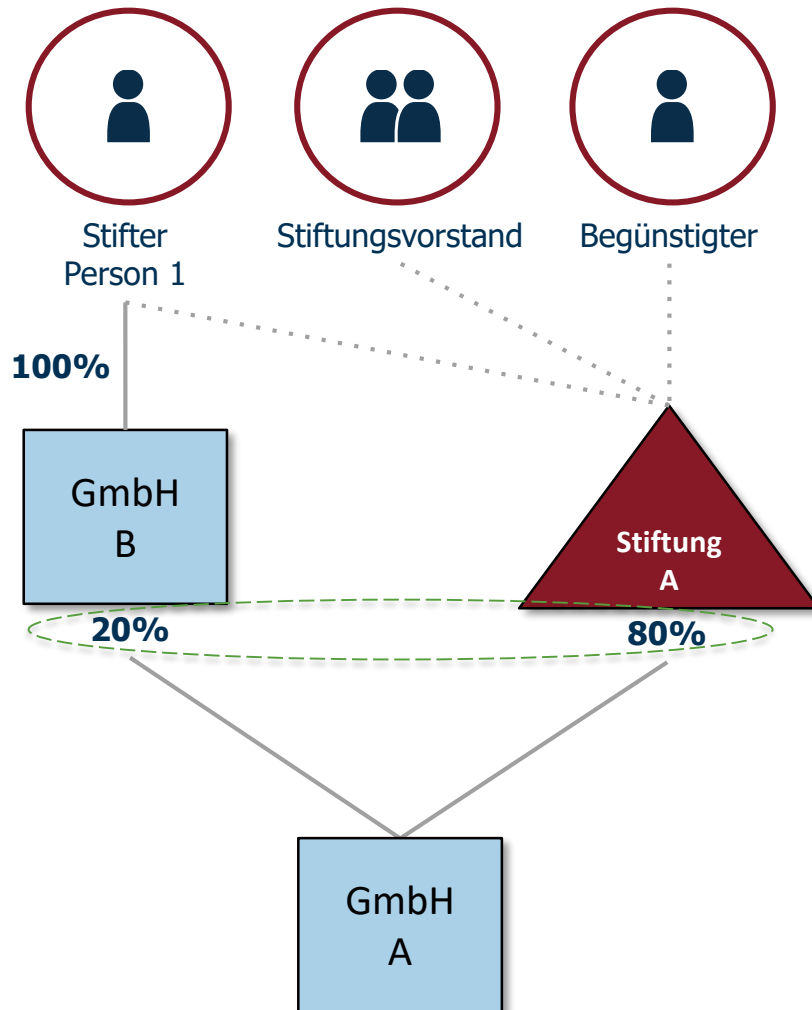 Stifter
Person 1
Stiftungsvorstand
Begünstigter
100%
GmbH
B
Stiftung
A
20%
80%
GmbH
A